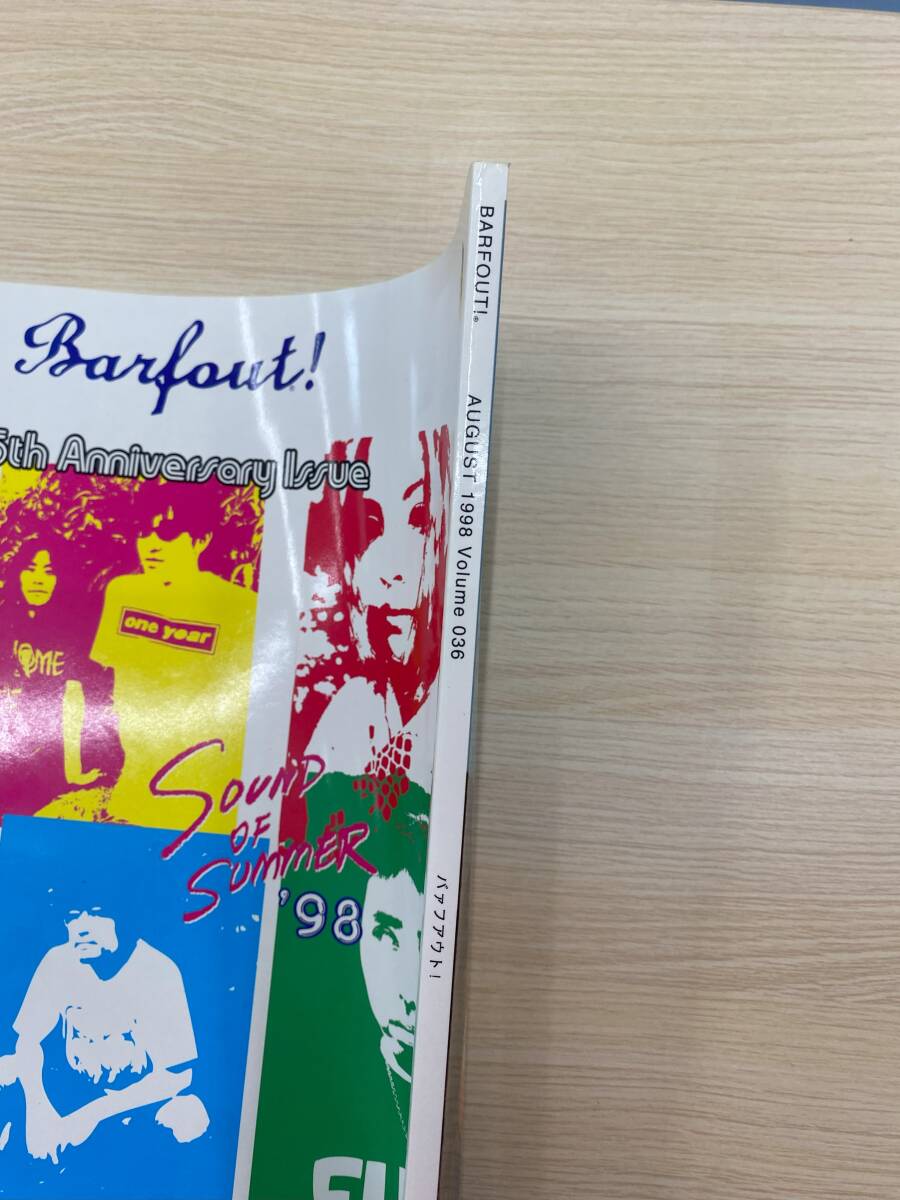 Barfout!
5th Anniversary Issue
one year
OME
SOUND
OF
SUMMER
'98
BARFOUT!®
AUGUST 1998 Volume 036
バァフアウト!